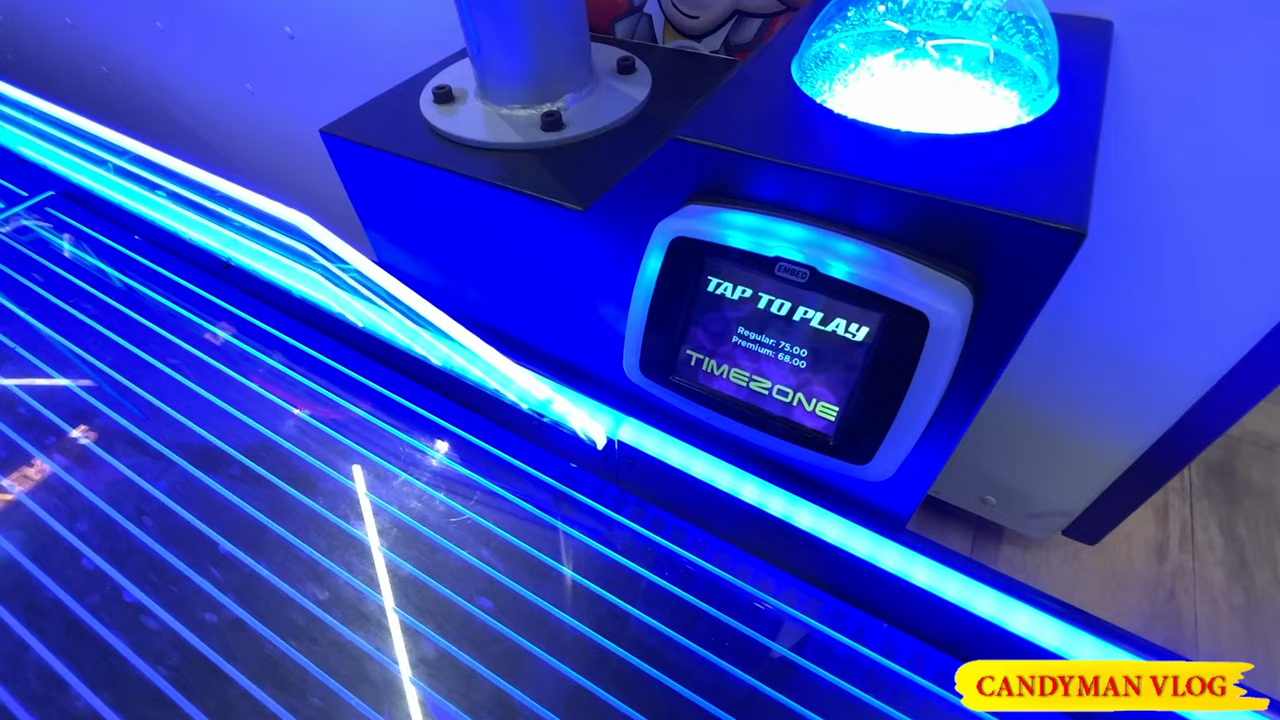 EMBED
TAP TO PLAY
Regular: 75.00
Premium: 68.00
TIMEZONE
CANDYMAN VLOG